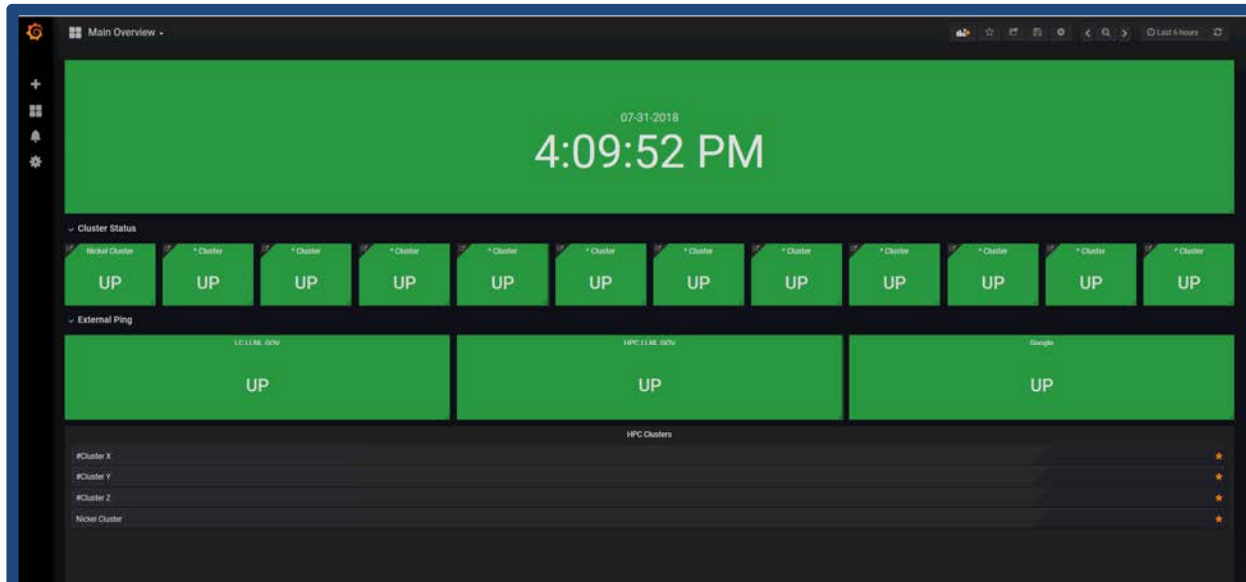 Main Overview
Last 6 hours
07-31-2018
4:09:52 PM
Cluster Status
Nickel Cluster
* Cluster
* Cluster
* Cluster
* Cluster
* Cluster
* Cluster
* Cluster
* Cluster
* Cluster
* Cluster
* Cluster
UP
UP
UP
UP
UP
UP
UP
UP
UP
UP
UP
UP
External Ping
LC LLNL GOV
HPC LLNL GOV
Google
UP
UP
UP
HPC Clusters
#Cluster X
#Cluster Y
#Cluster Z
Nickel Cluster